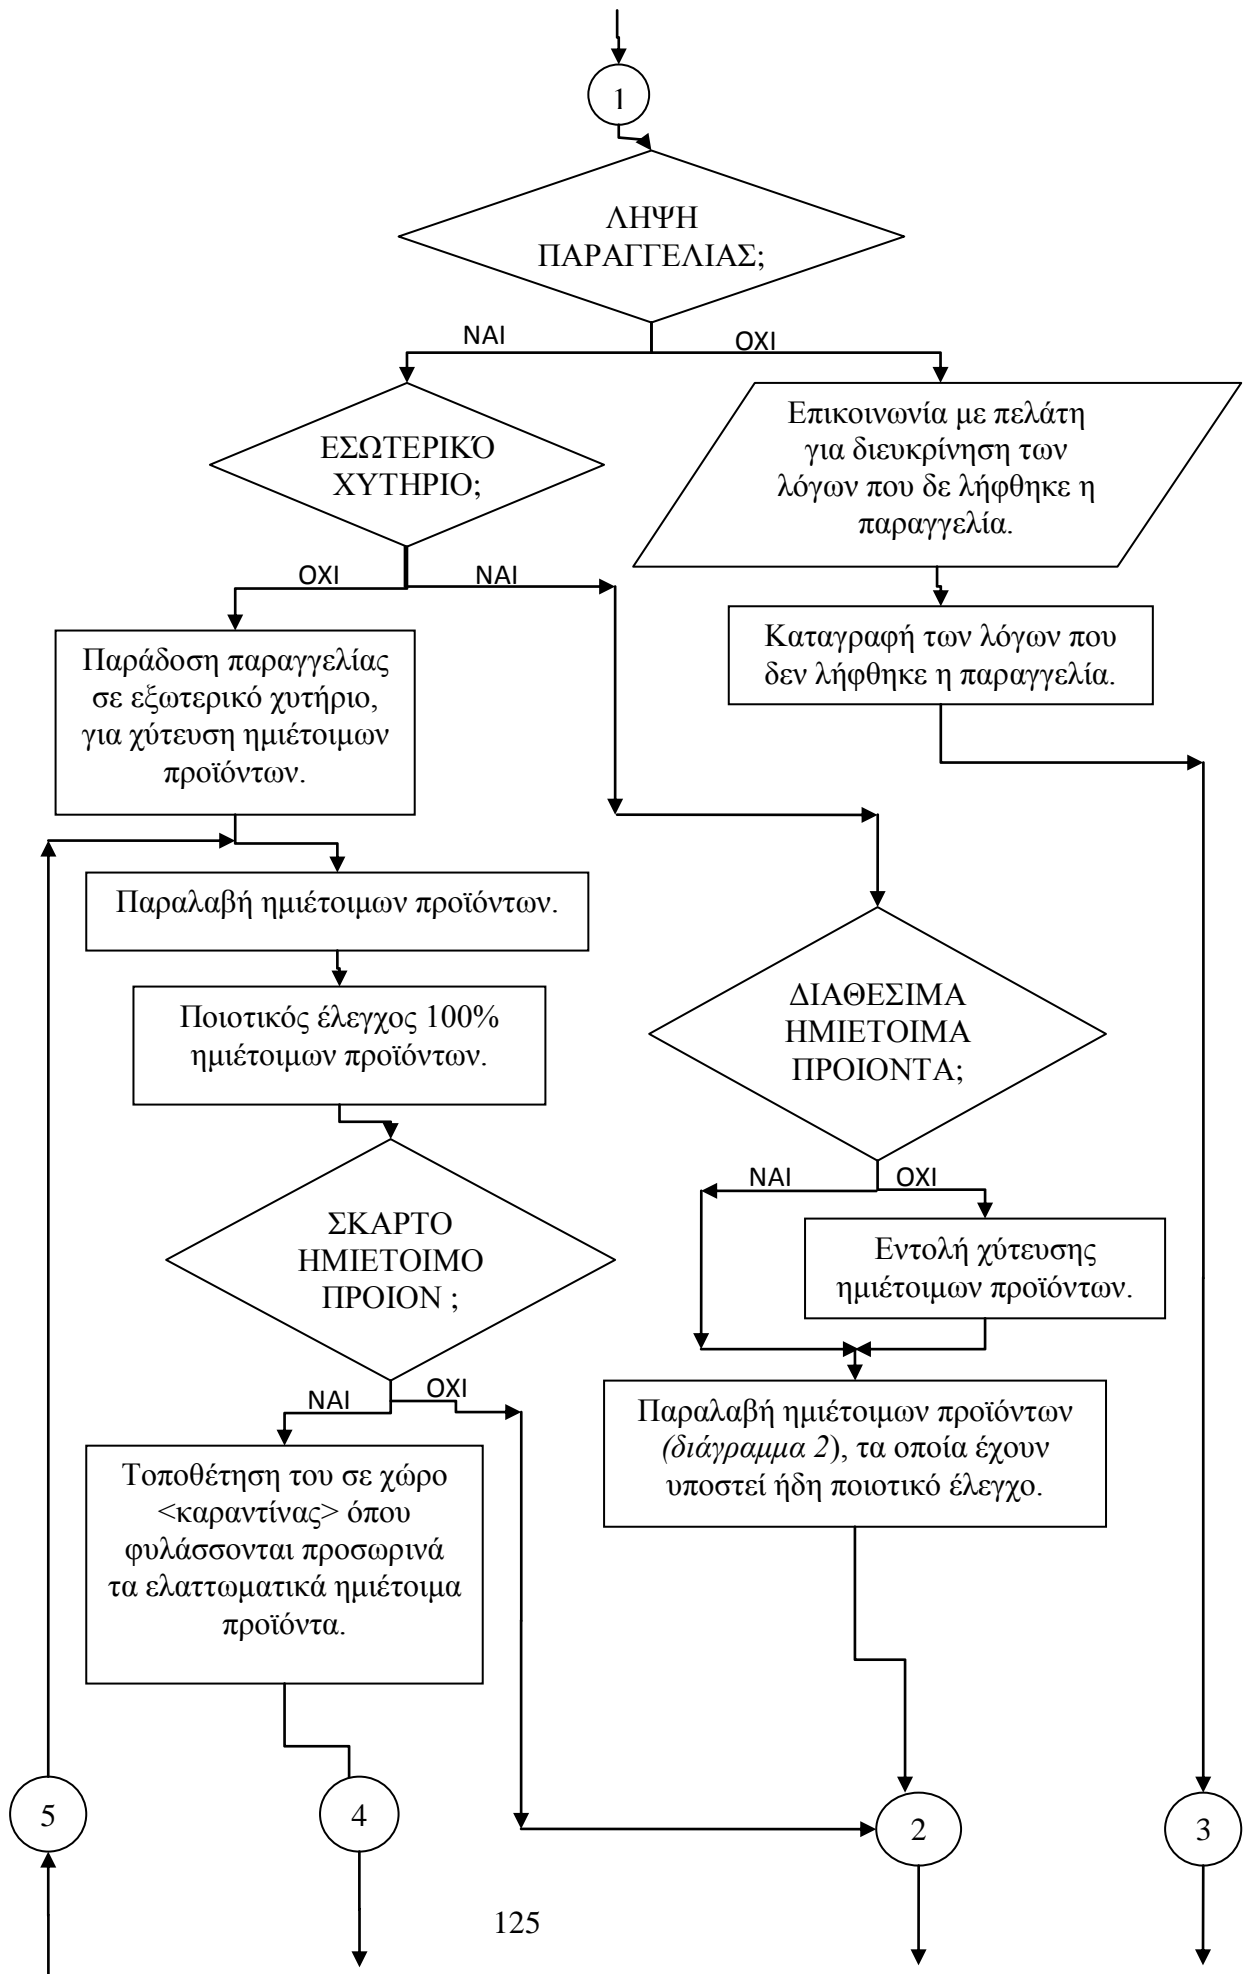 1
ΛΗΨΗ
ΠΑΡΑΓΓΕΛΙΑΣ;
ΝΑΙ
ΟΧΙ
ΕΣΩΤΕΡΙΚΌ
ΧΥΤΗΡΙΟ;
Επικοινωνία με πελάτη
για διευκρίνηση των
λόγων που δε λήφθηκε η
παραγγελία.
ΟΧΙ
ΝΑΙ
Καταγραφή των λόγων που
δεν λήφθηκε η παραγγελία.
Παράδοση παραγγελίας
σε εξωτερικό χυτήριο,
για χύτευση ημιέτοιμων
προϊόντων.
Παραλαβή ημιέτοιμων προϊόντων.
Ποιοτικός έλεγχος 100%
ημιέτοιμων προϊόντων.
ΔΙΑΘΕΣΙΜΑ
ΗΜΙΕΤΟΙΜΑ
ΠΡΟΙΟΝΤΑ;
ΝΑΙ
ΟΧΙ
ΣΚΑΡΤΟ
ΗΜΙΕΤΟΙΜΟ
ΠΡΟΙΟΝ ;
Εντολή χύτευσης
ημιέτοιμων προϊόντων.
ΝΑΙ
ΟΧΙ
Παραλαβή ημιέτοιμων προϊόντων
(διάγραμμα 2), τα οποία έχουν
υποστεί ήδη ποιοτικό έλεγχο.
Τοποθέτηση του σε χώρο
<καραντίνας> όπου
φυλάσσονται προσωρινά
τα ελαττωματικά ημιέτοιμα
προϊόντα.
5
4
2
3
125